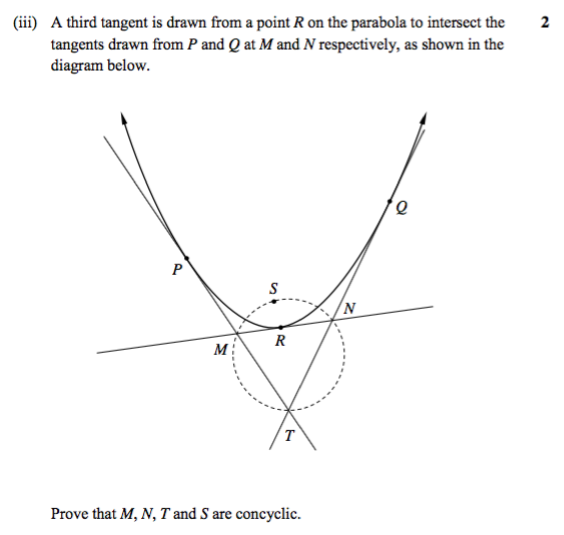 (iii) A third tangent is drawn from a point R on the parabola to intersect the 2
tangents drawn from P and Q at M and N respectively, as shown in the
diagram below.
Q
P
S
N
R
M
T
Prove that M, N, T and S are concyclic.